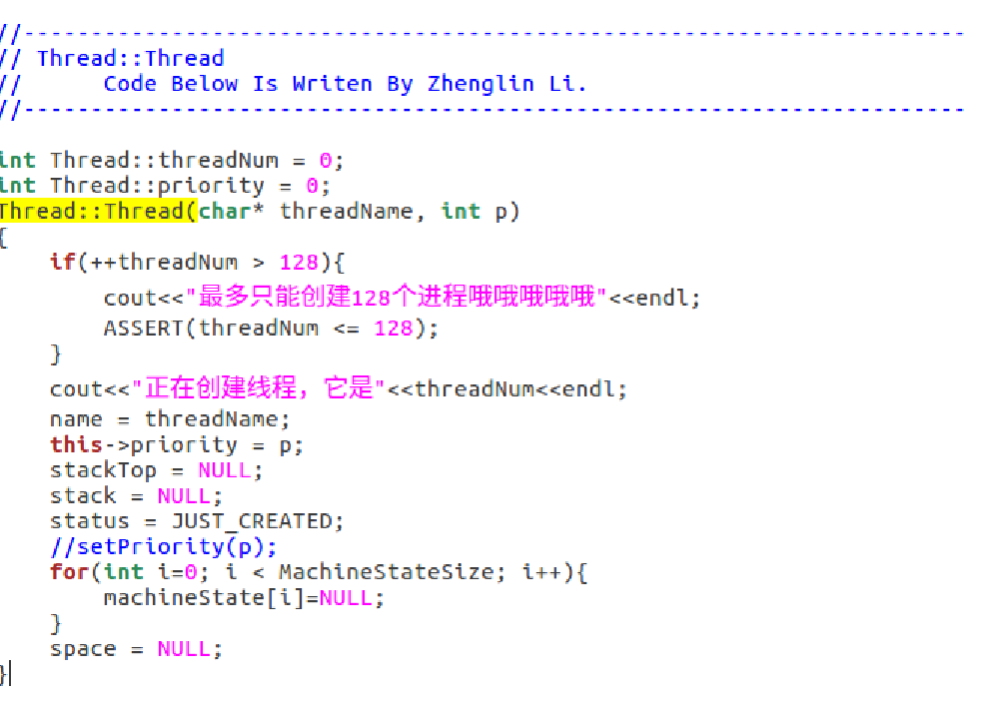 //----------------------------------------------------------------------
// Thread::Thread
//      Code Below Is Writen By Zhenglin Li.
//----------------------------------------------------------------------

int Thread::threadNum = 0;
int Thread::priority = 0;
Thread::Thread(char* threadName, int p)
{
    if(++threadNum > 128){
        cout<<"最多只能创建128个进程哦哦哦哦哦"<<endl;
        ASSERT(threadNum <= 128);
    }
    cout<<"正在创建线程，它是"<<threadNum<<endl;
    name = threadName;
    this->priority = p;
    stackTop = NULL;
    stack = NULL;
    status = JUST_CREATED;
    //setPriority(p);
    for(int i=0; i < MachineStateSize; i++){
        machineState[i]=NULL;
    }
    space = NULL;
}